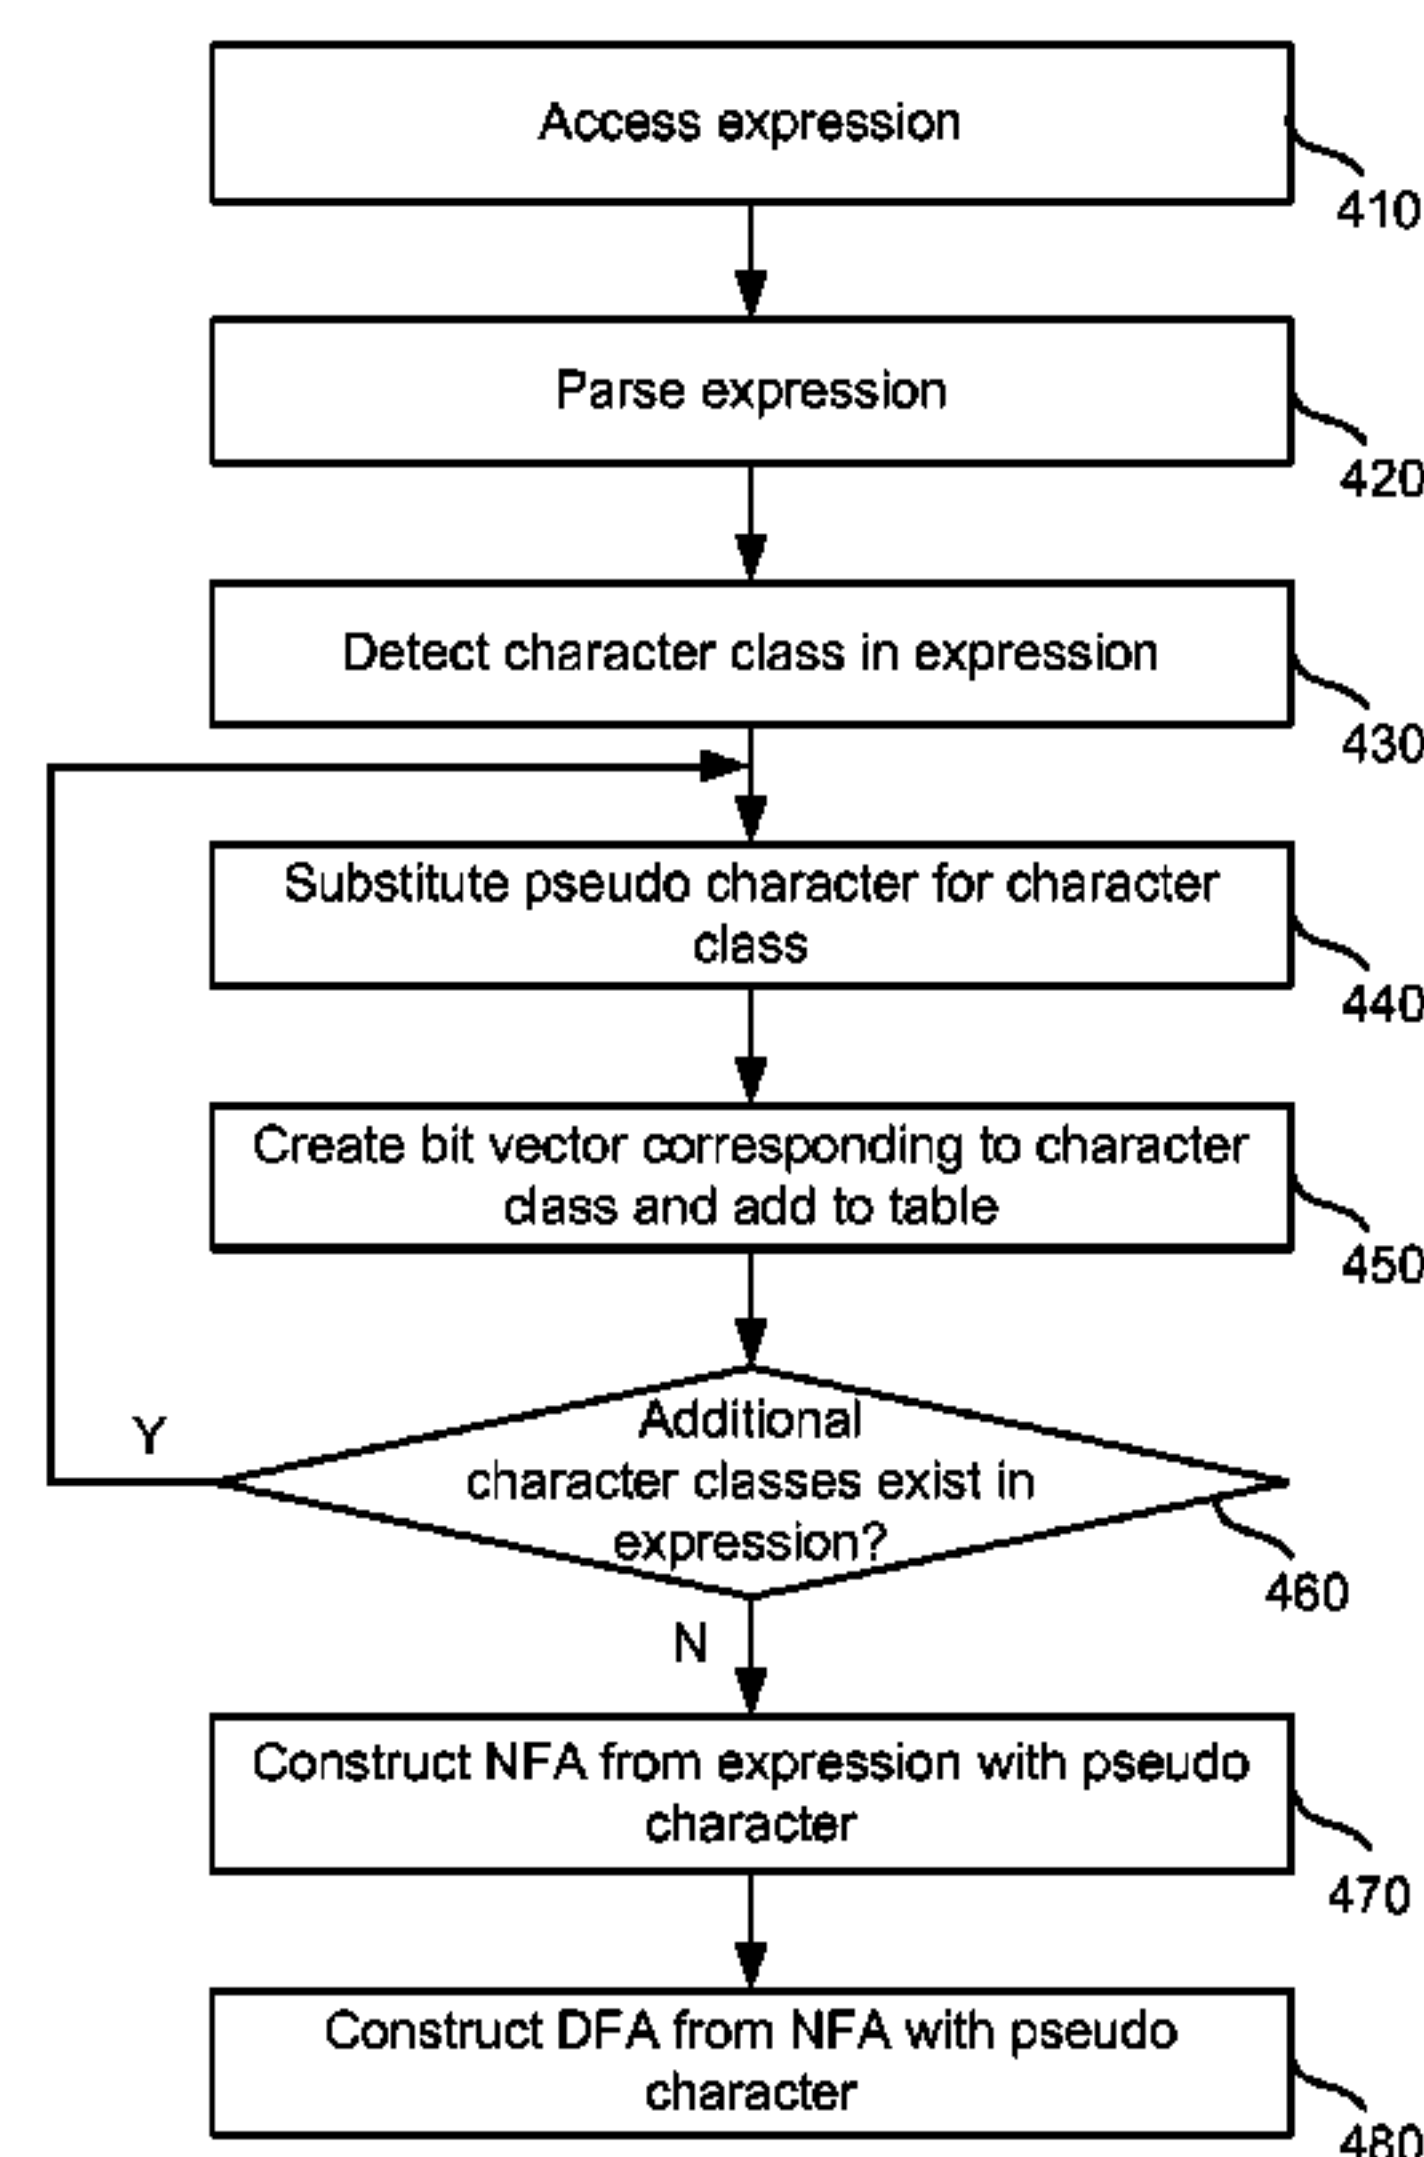 Access expression
410
Parse expression
420
Detect character class in expression
430
Substitute pseudo character for character
class
440
Create bit vector corresponding to character
class and add to table
450
Additional
character classes exist in
expression?
Y
460
N
Construct NFA from expression with pseudo
character
470
Construct DFA from NFA with pseudo
character
480